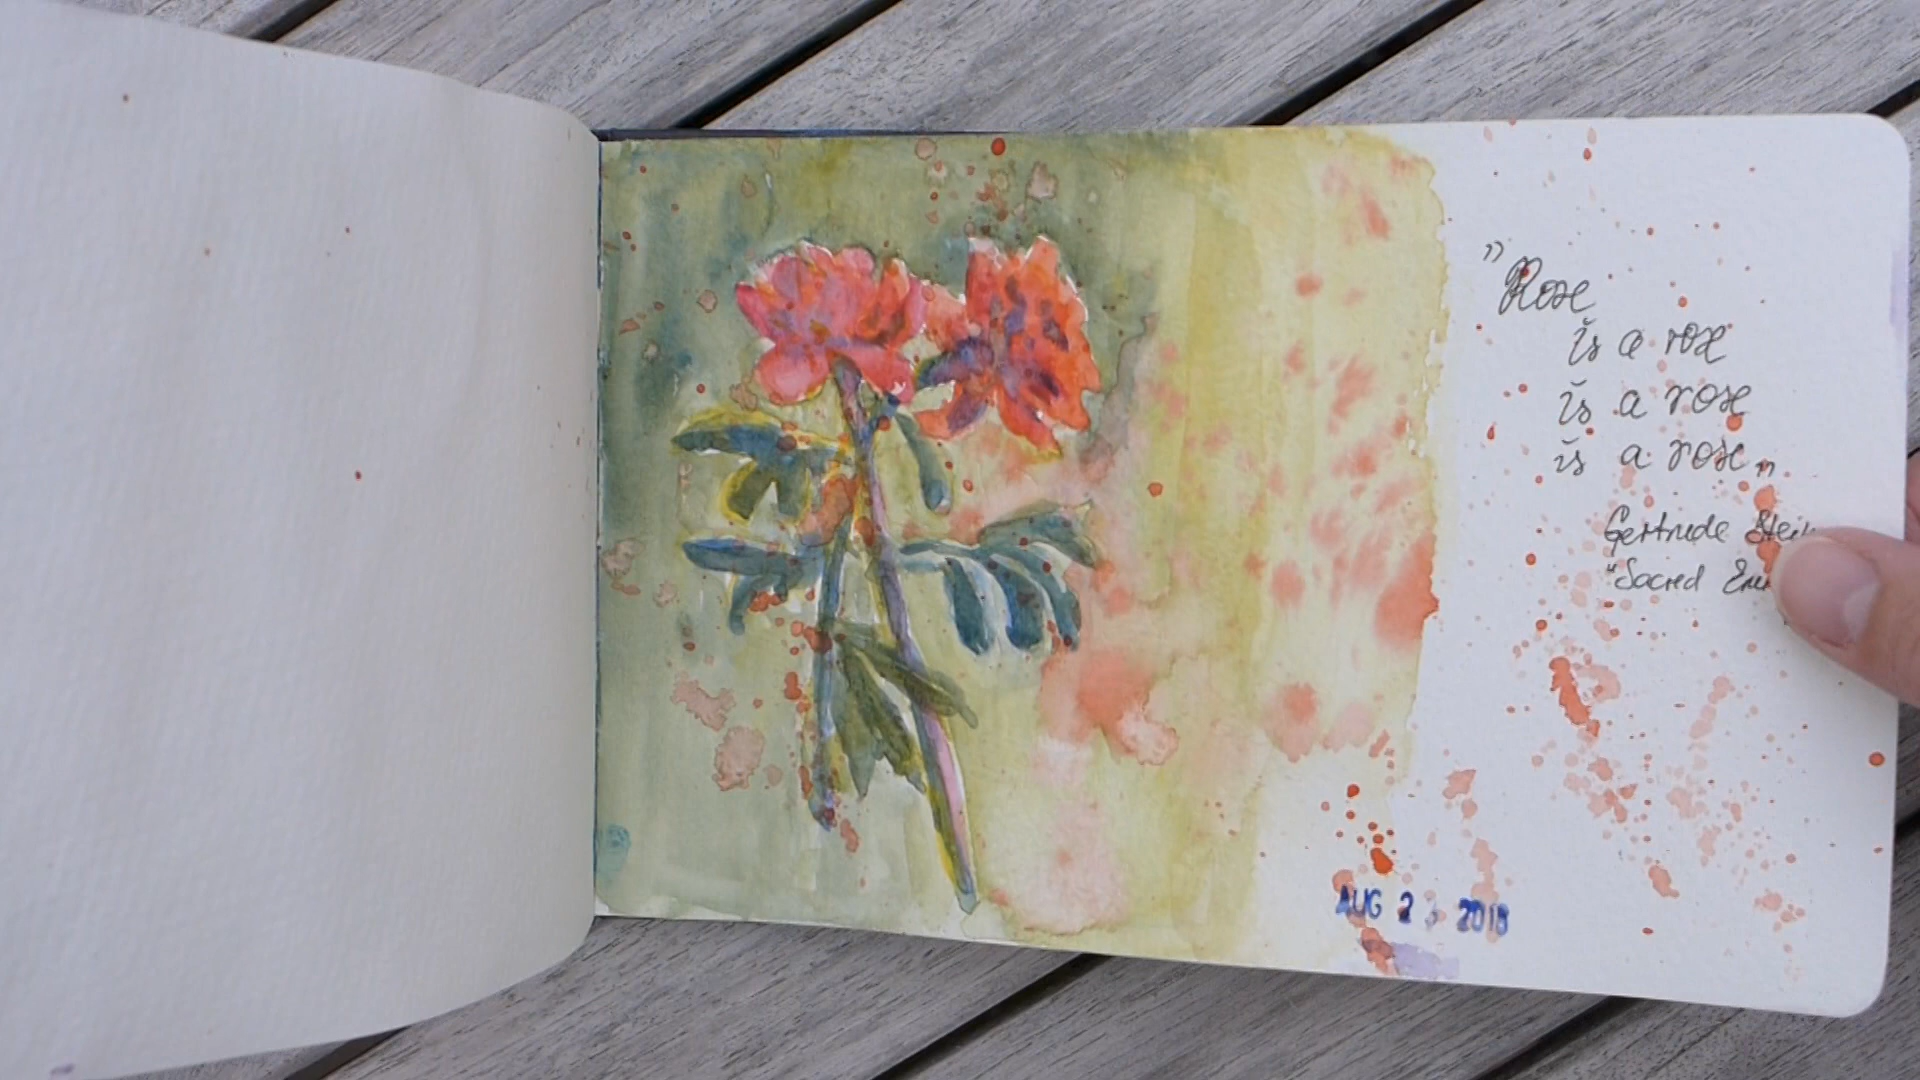 "Rose
is a rose
is a rose
is a rose"
Gertrude
"Sacred
AUG 2 2018